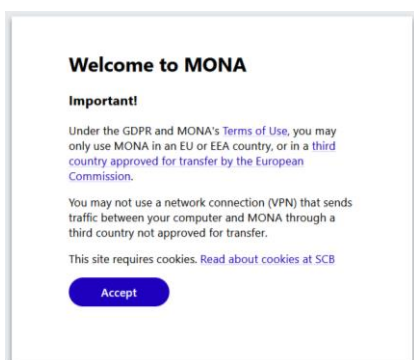 Welcome to MONA
Important!
Under the GDPR and MONA's Terms of Use, you may
only use MONA in an EU or EEA country, or in a third
country approved for transfer by the European
Commission.
You may not use a network connection (VPN) that sends
traffic between your computer and MONA through a
third country not approved for transfer.
This site requires cookies. Read about cookies at SCB
Accept